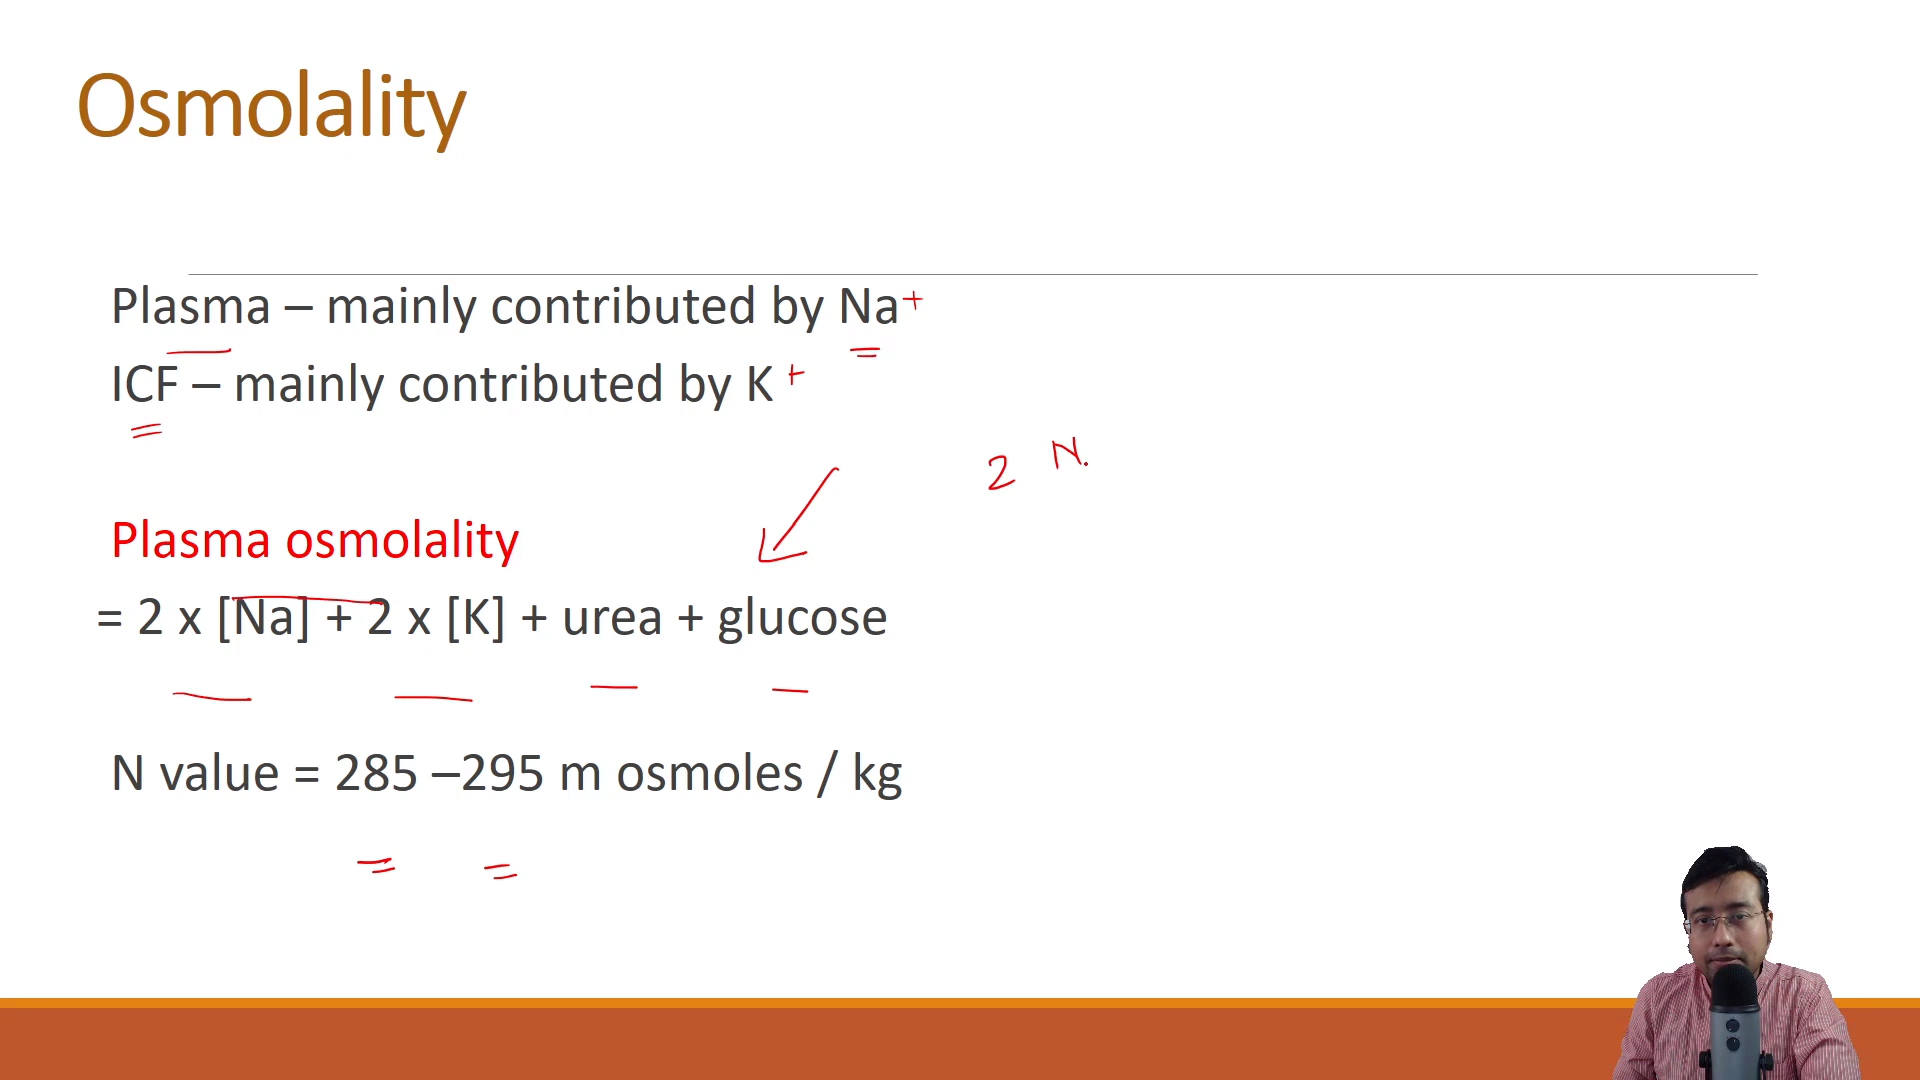 Osmolality
Plasma – mainly contributed by Na+
ICF – mainly contributed by K +
2 N.
Plasma osmolality
= 2 x [Na] + 2 x [K] + urea + glucose
N value = 285 –295 m osmoles / kg